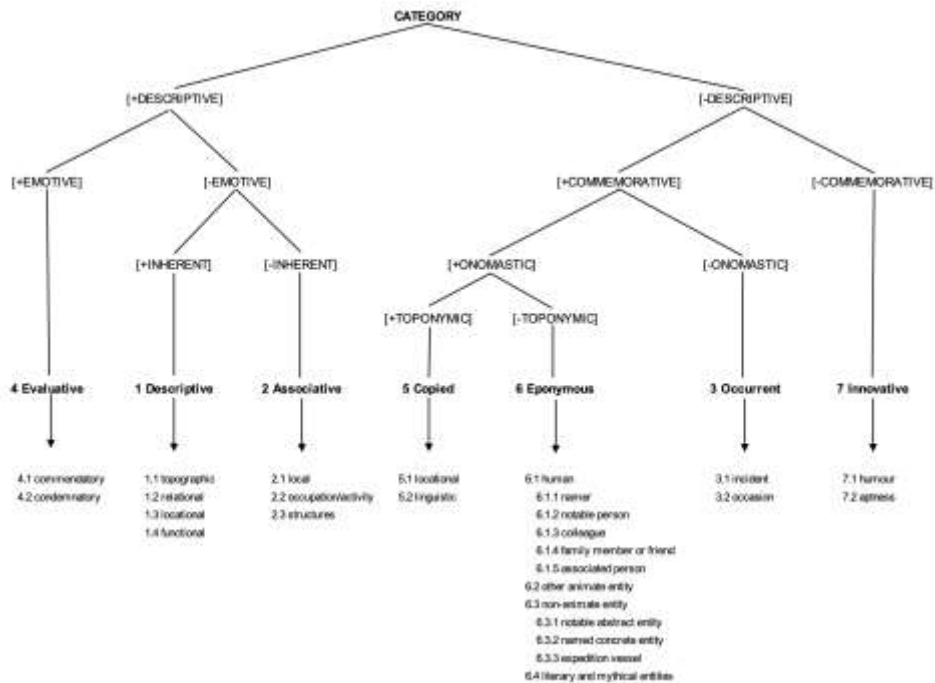 CATEGORY
[+DESCRIPTIVE] [-DESCRIPTIVE]
[+EMOTIVE] [-EMOTIVE] [+COMMEMORATIVE] [-COMMEMORATIVE]
[+INHERENT] [-INHERENT] [+ONOMASTIC] [-ONOMASTIC]
[+TOPONYMIC] [-TOPONYMIC]
4 Evaluative 1 Descriptive 2 Associative 5 Copied 6 Eponymous 3 Occurrent 7 Innovative
4.1 commendatory 1.1 topographic 2.1 local 5.1 locational 6.1 human 3.1 incident 7.1 humour
4.2 condemnatory 1.2 relational 2.2 occupation/activity 5.2 linguistic 6.1.1 namer 3.2 occasion 7.2 aptness
1.3 locational 2.3 structures 6.1.2 notable person
1.4 functional 6.1.3 colleague
6.1.4 family member or friend
6.1.5 associated person
6.2 other animate entity
6.3 non-animate entity
6.3.1 notable abstract entity
6.3.2 named concrete entity
6.3.3 expedition vessel
6.4 literary and mythical entities